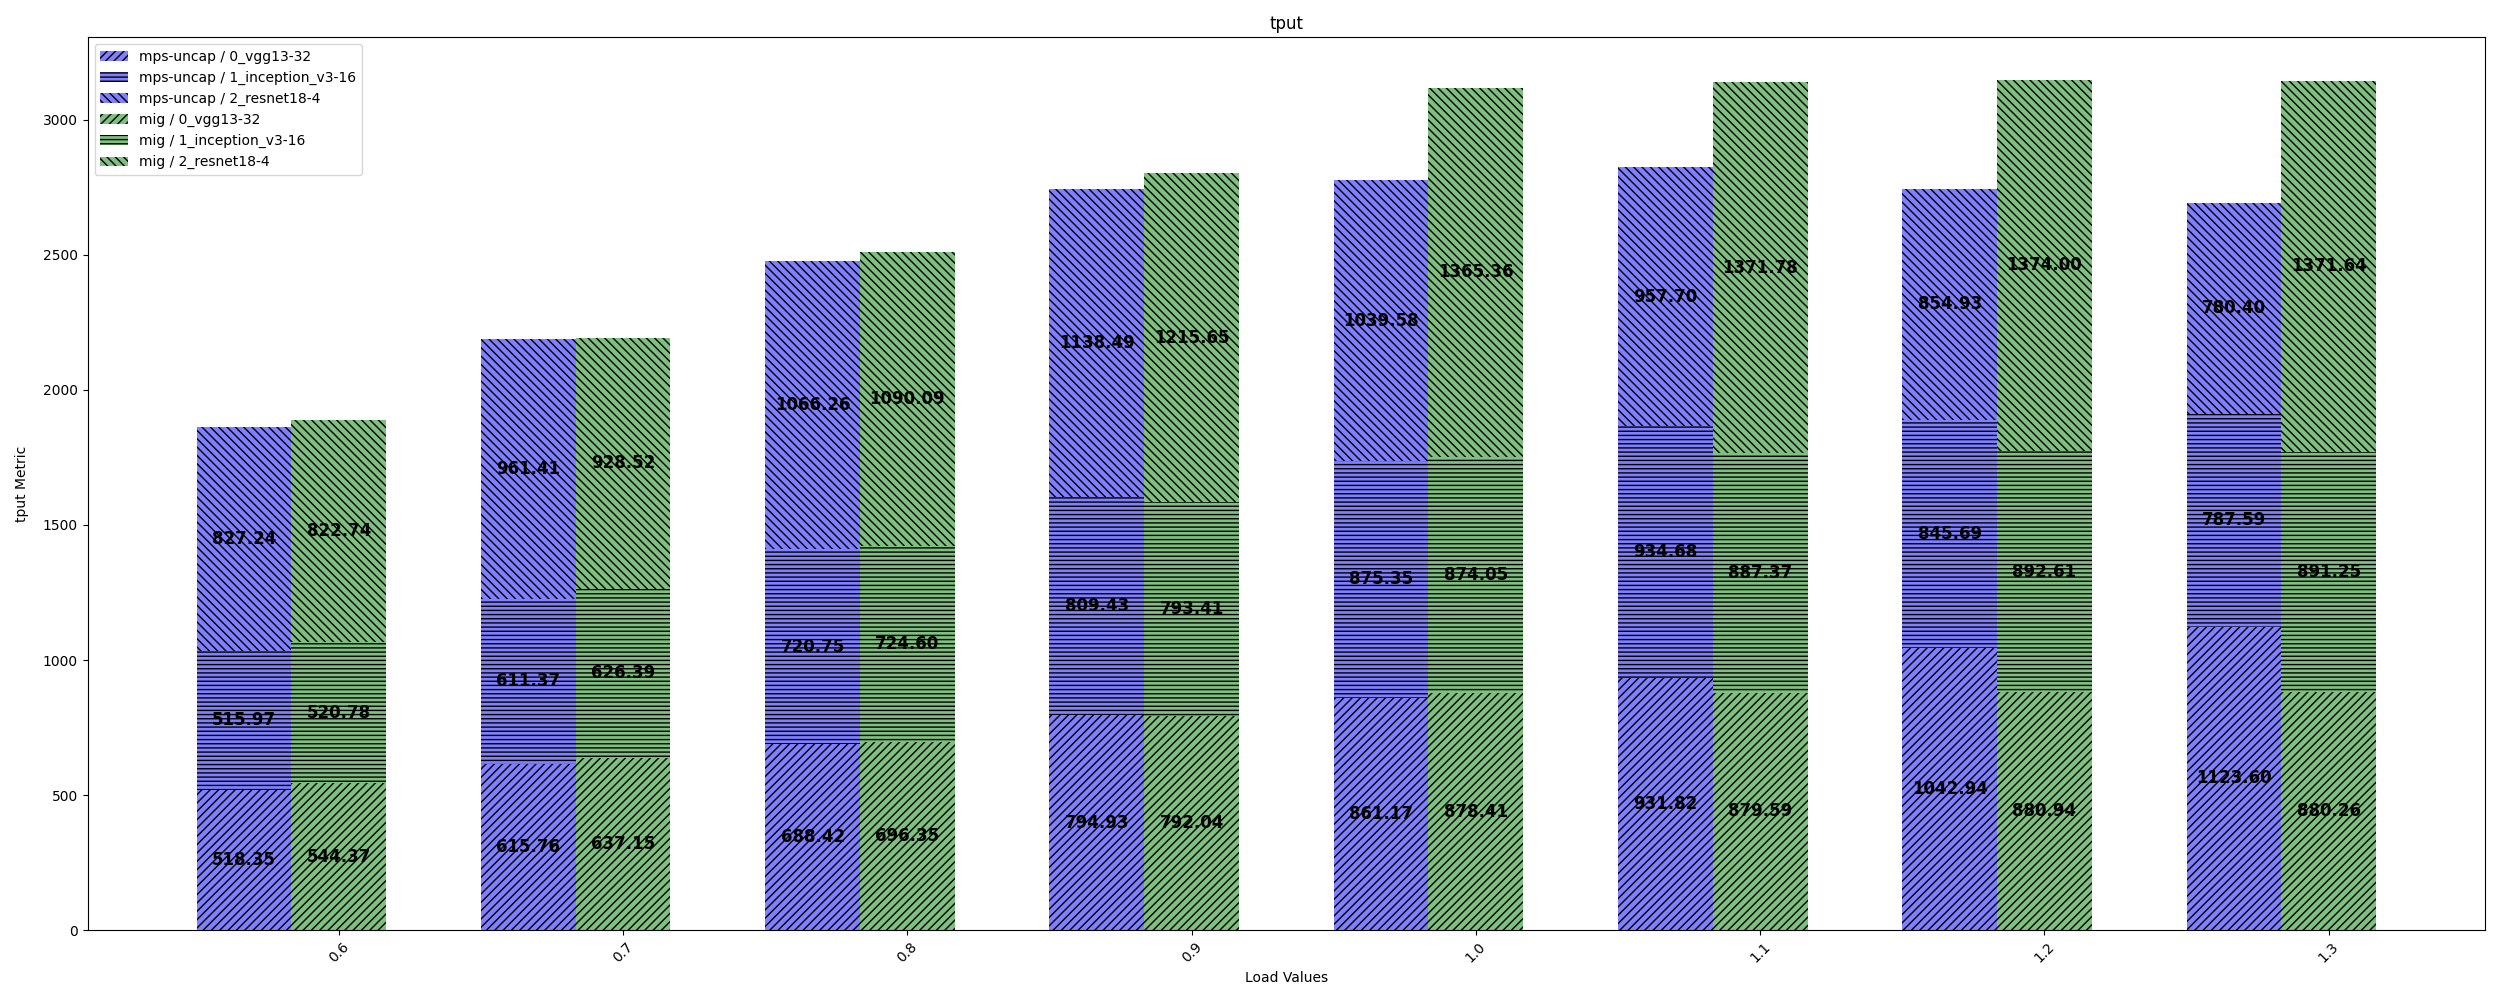 tput
mps-uncap / 0_vgg13-32
mps-uncap / 1_inception_v3-16
mps-uncap / 2_resnet18-4
mig / 0_vgg13-32
mig / 1_inception_v3-16
mig / 2_resnet18-4
tput Metric
3000
2500
2000
1500
1000
500
0
827.24 822.74 961.41 928.52 1066.26 1090.09 1138.49 1215.65 1039.58 1365.36 957.70 1371.78 854.93 1374.00 780.40 1371.64
515.97 520.78 611.37 626.39 720.75 724.60 809.43 793.41 875.35 874.05 934.68 887.37 845.69 892.61 787.59 891.25
518.35 544.37 615.76 637.15 688.42 696.35 794.93 792.04 861.17 878.41 931.82 879.59 1042.94 880.94 1123.60 880.26
0.6 0.7 0.8 0.9 1.0 1.1 1.2 1.3
Load Values